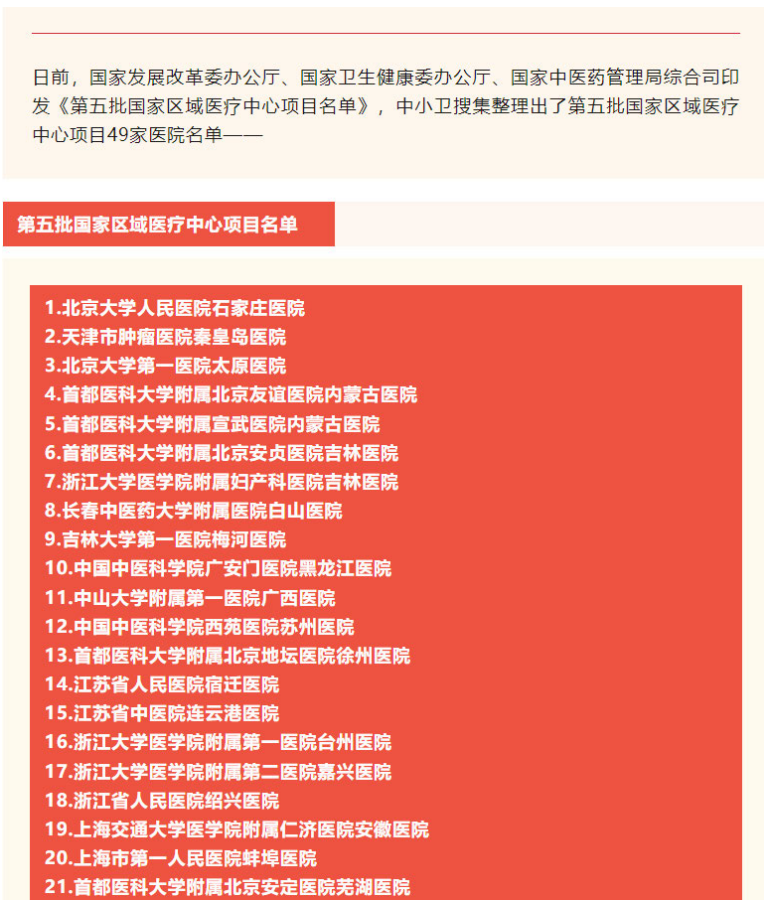 日前，国家发展改革委办公厅、国家卫生健康委办公厅、国家中医药管理局综合司印
发《第五批国家区域医疗中心项目名单》，中小卫搜集整理出了第五批国家区域医疗
中心项目49家医院名单——
第五批国家区域医疗中心项目名单
1.北京大学人民医院石家庄医院
2.天津市肿瘤医院秦皇岛医院
3.北京大学第一医院太原医院
4.首都医科大学附属北京友谊医院内蒙古医院
5.首都医科大学附属宣武医院内蒙古医院
6.首都医科大学附属北京安贞医院吉林医院
7.浙江大学医学院附属妇产科医院吉林医院
8.长春中医药大学附属医院白山医院
9.吉林大学第一医院梅河医院
10.中国中医科学院广安门医院黑龙江医院
11.中山大学附属第一医院广西医院
12.中国中医科学院西苑医院苏州医院
13.首都医科大学附属北京地坛医院徐州医院
14.江苏省人民医院宿迁医院
15.江苏省中医院连云港医院
16.浙江大学医学院附属第一医院台州医院
17.浙江大学医学院附属第二医院嘉兴医院
18.浙江省人民医院绍兴医院
19.上海交通大学医学院附属仁济医院安徽医院
20.上海市第一人民医院蚌埠医院
21.首都医科大学附属北京安定医院芜湖医院